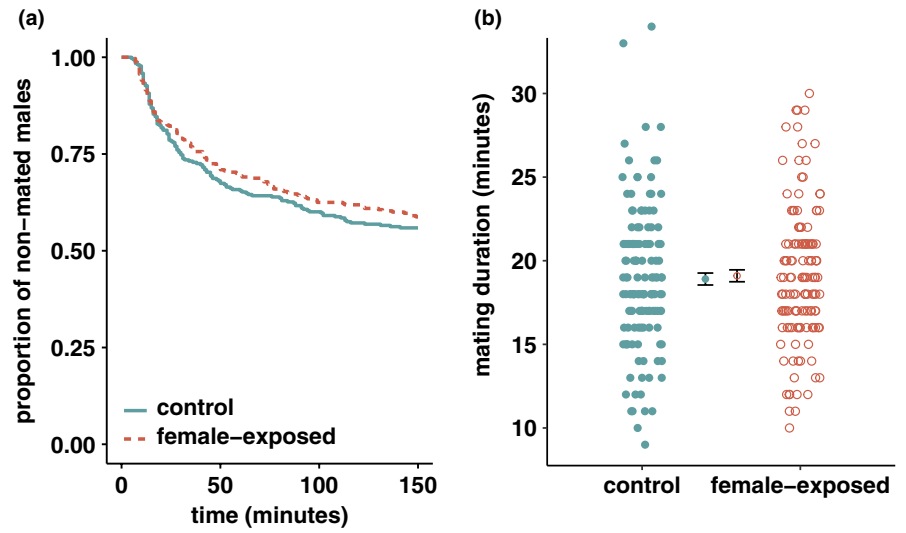 (a)
proportion of non−mated males
1.00
0.75
0.50
0.25
0.00
control
female−exposed
0
50
100
150
time (minutes)
(b)
mating duration (minutes)
30
25
20
15
10
control
female−exposed